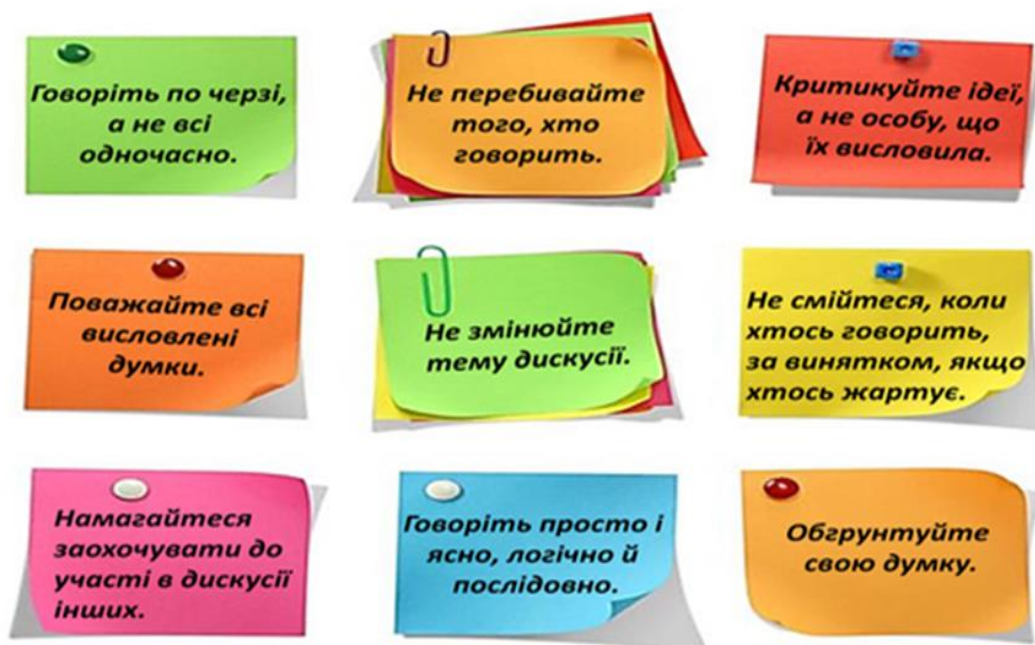 Говоріть по черзі,
а не всі
одночасно.
Не перебивайте
того, хто
говорить.
Критикуйте ідеї,
а не особу, що
їх висловила.
Поважайте всі
висловлені
думки.
Не змінюйте
тему дискусії.
Не смійтеся, коли
хтось говорить,
за винятком, якщо
хтось жартує.
Намагайтеся
заохочувати до
участі в дискусії
інших.
Говоріть просто і
ясно, логічно й
послідовно.
Обгрунтуйте
свою думку.